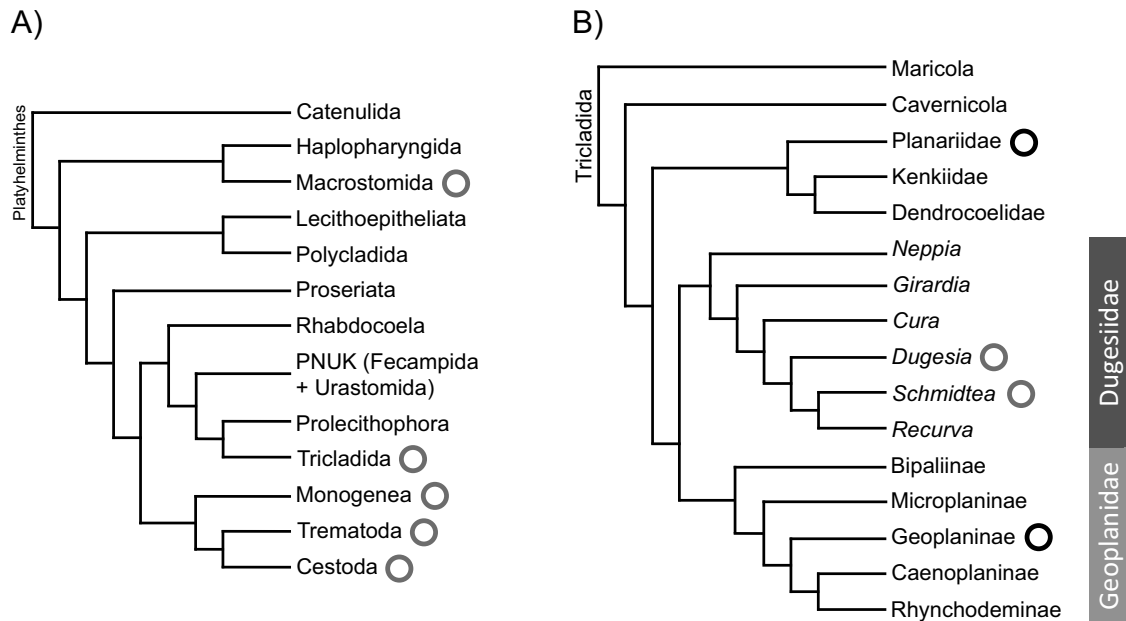 A)
Platyhelminthes
Catenulida
Haplopharyngida
Macrostomida
Lecithoepitheliata
Polycladida
Proseriata
Rhabdocoela
PNUK (Fecampida
+ Urastomida)
Prolecithophora
Tricladida
Monogenea
Trematoda
Cestoda
B)
Tricladida
Maricola
Cavernicola
Planariidae
Kenkiidae
Dendrocoelidae
Neppia
Girardia
Cura
Dugesia
Schmidtea
Recurva
Bipaliinae
Microplaninae
Geoplaninae
Caenoplaninae
Rhynchodeminae
Dugesiidae
Geoplanidae